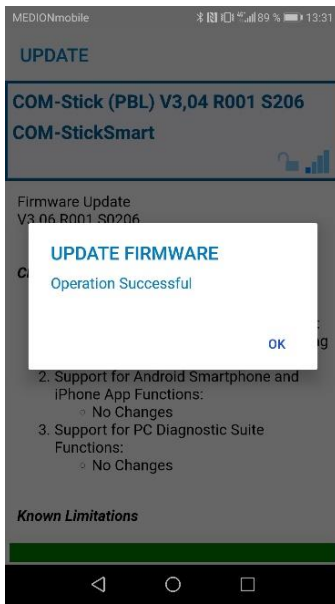 MEDIONmobile 89 % 13:31
UPDATE
COM-Stick (PBL) V3,04 R001 S206
COM-StickSmart
Firmware Update
V3.06 R001 S0206
UPDATE FIRMWARE
Operation Successful
OK
2. Support for Android Smartphone and
iPhone App Functions:
○ No Changes
3. Support for PC Diagnostic Suite
Functions:
○ No Changes
Known Limitations